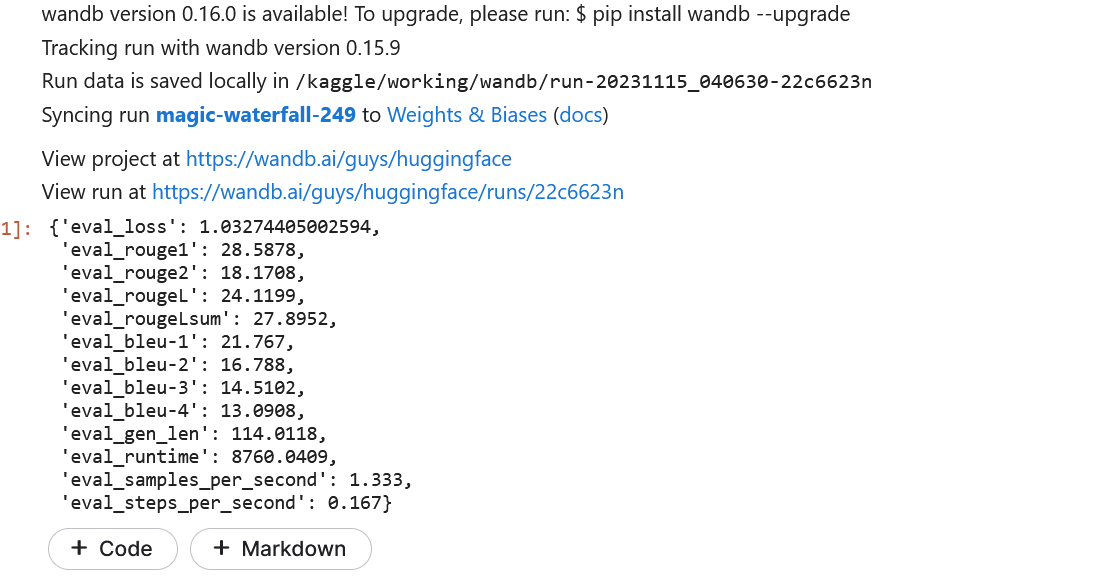 wandb version 0.16.0 is available! To upgrade, please run: $ pip install wandb --upgrade
Tracking run with wandb version 0.15.9
Run data is saved locally in /kaggle/working/wandb/run-20231115_040630-22c6623n
Syncing run magic-waterfall-249 to Weights & Biases (docs)
View project at https://wandb.ai/guys/huggingface
View run at https://wandb.ai/guys/huggingface/runs/22c6623n
1]: {'eval_loss': 1.03274405002594,
'eval_rouge1': 28.5878,
'eval_rouge2': 18.1708,
'eval_rougeL': 24.1199,
'eval_rougeLsum': 27.8952,
'eval_bleu-1': 21.767,
'eval_bleu-2': 16.788,
'eval_bleu-3': 14.5102,
'eval_bleu-4': 13.0908,
'eval_gen_len': 114.0118,
'eval_runtime': 8760.0409,
'eval_samples_per_second': 1.333,
'eval_steps_per_second': 0.167}
+ Code + Markdown